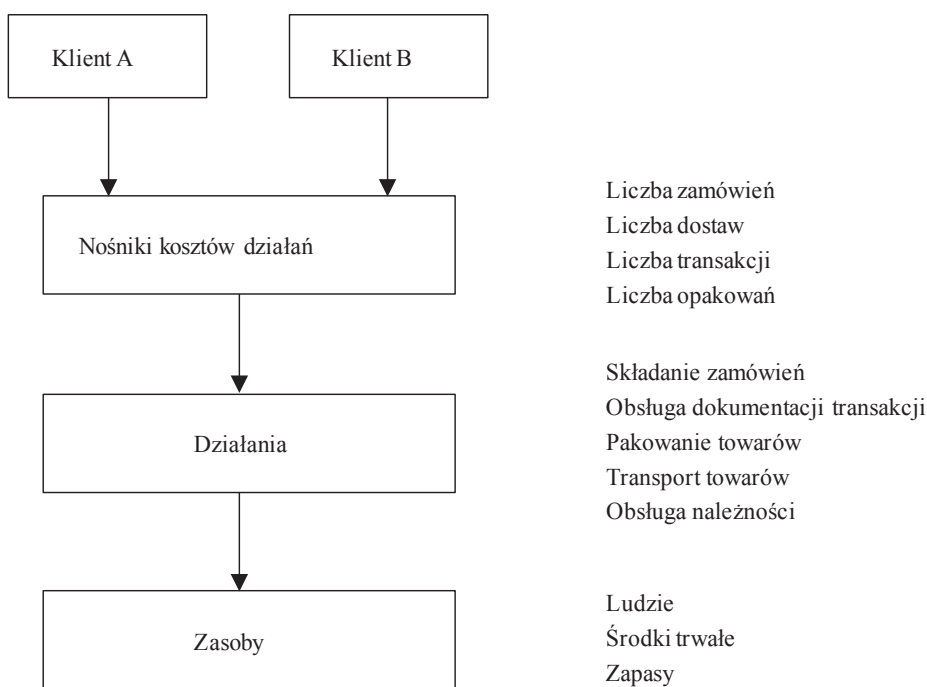 Klient A
Klient B
Nośniki kosztów działań
Liczba zamówień
Liczba dostaw
Liczba transakcji
Liczba opakowań
Działania
Składanie zamówień
Obsługa dokumentacji transakcji
Pakowanie towarów
Transport towarów
Obsługa należności
Zasoby
Ludzie
Środki trwałe
Zapasy